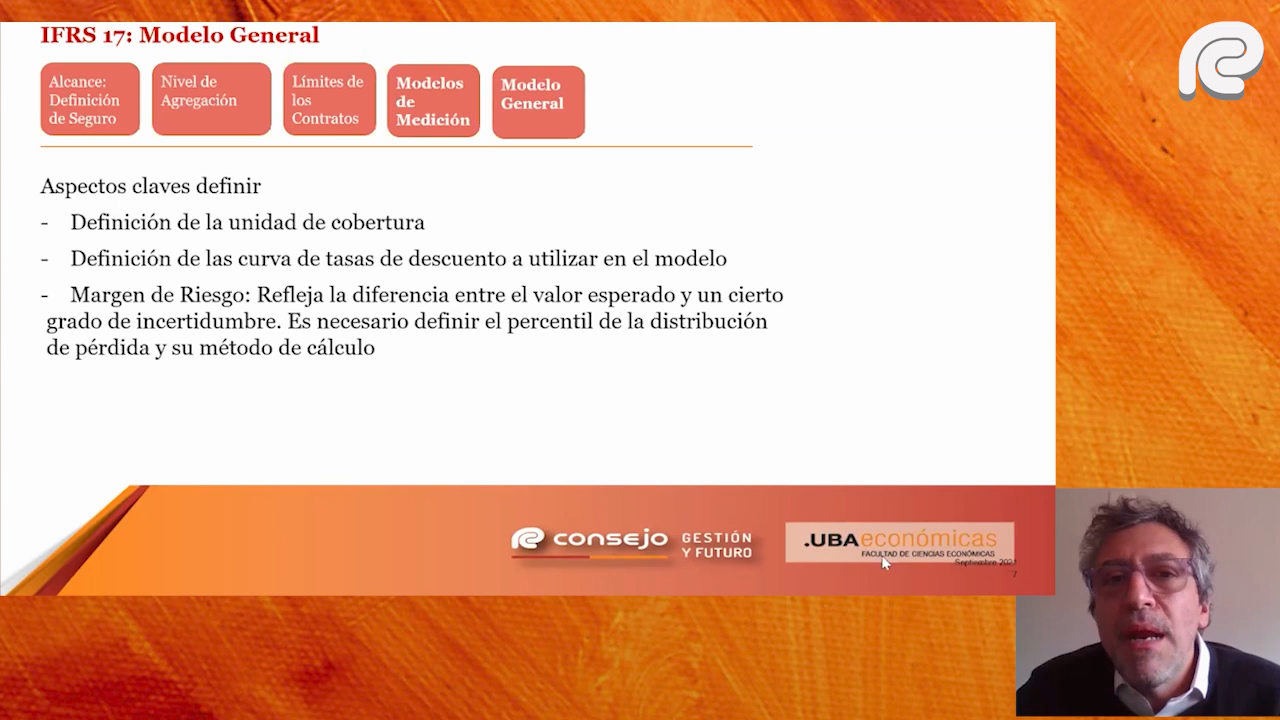 IFRS 17: Modelo General
Alcance:
Definición
de Seguro
Nivel de
Agregación
Límites de
los
Contratos
Modelos
de
Medición
Modelo
General
Aspectos claves definir
- Definición de la unidad de cobertura
- Definición de las curva de tasas de descuento a utilizar en el modelo
- Margen de Riesgo: Refleja la diferencia entre el valor esperado y un cierto
grado de incertidumbre. Es necesario definir el percentil de la distribución
de pérdida y su método de cálculo
consejo
GESTIÓN
Y FUTURO
.UBAeconómicas
FACULTAD DE CIENCIAS ECONÓMICAS
Septiembre 2021
7